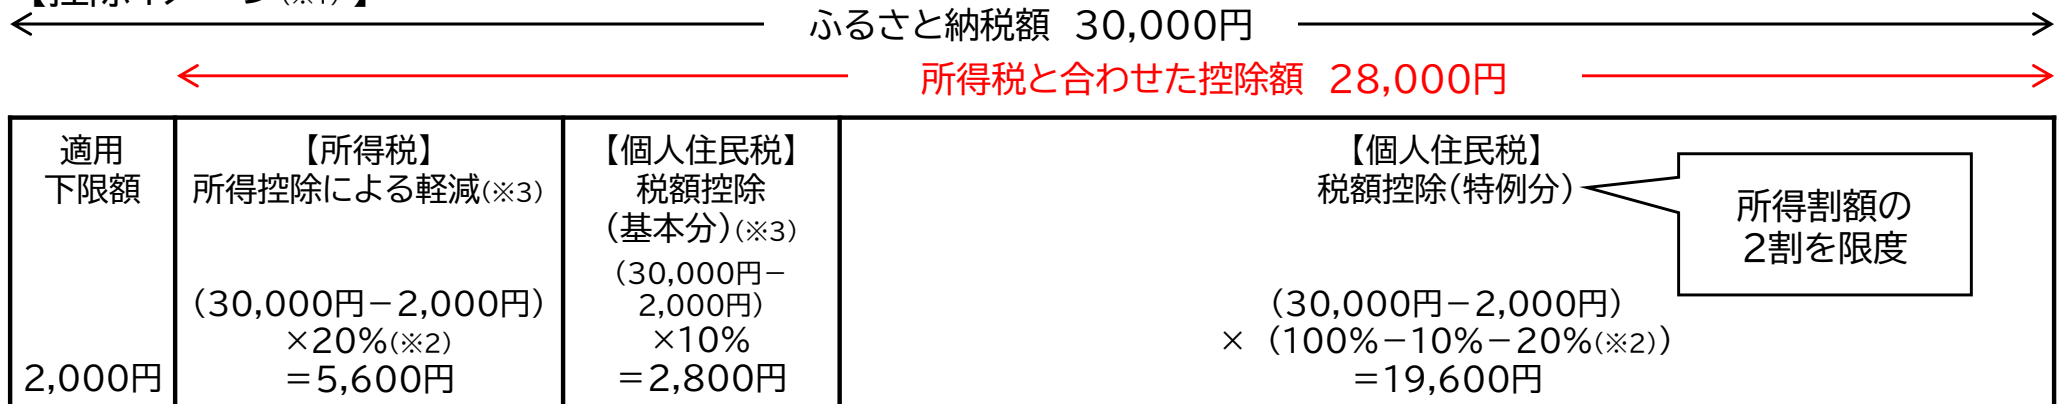 ふるさと納税額 30,000円
所得税と合わせた控除額 28,000円
適用
下限額
2,000円
【所得税】
所得控除による軽減(※3)
(30,000円－2,000円)
×20%(※2)
＝5,600円
【個人住民税】
税額控除
(基本分)(※3)
(30,000円－
2,000円)
×10%
＝2,800円
【個人住民税】
税額控除(特例分)
(30,000円－2,000円)
× (100%－10%－20%(※2))
＝19,600円
所得割額の
2割を限度